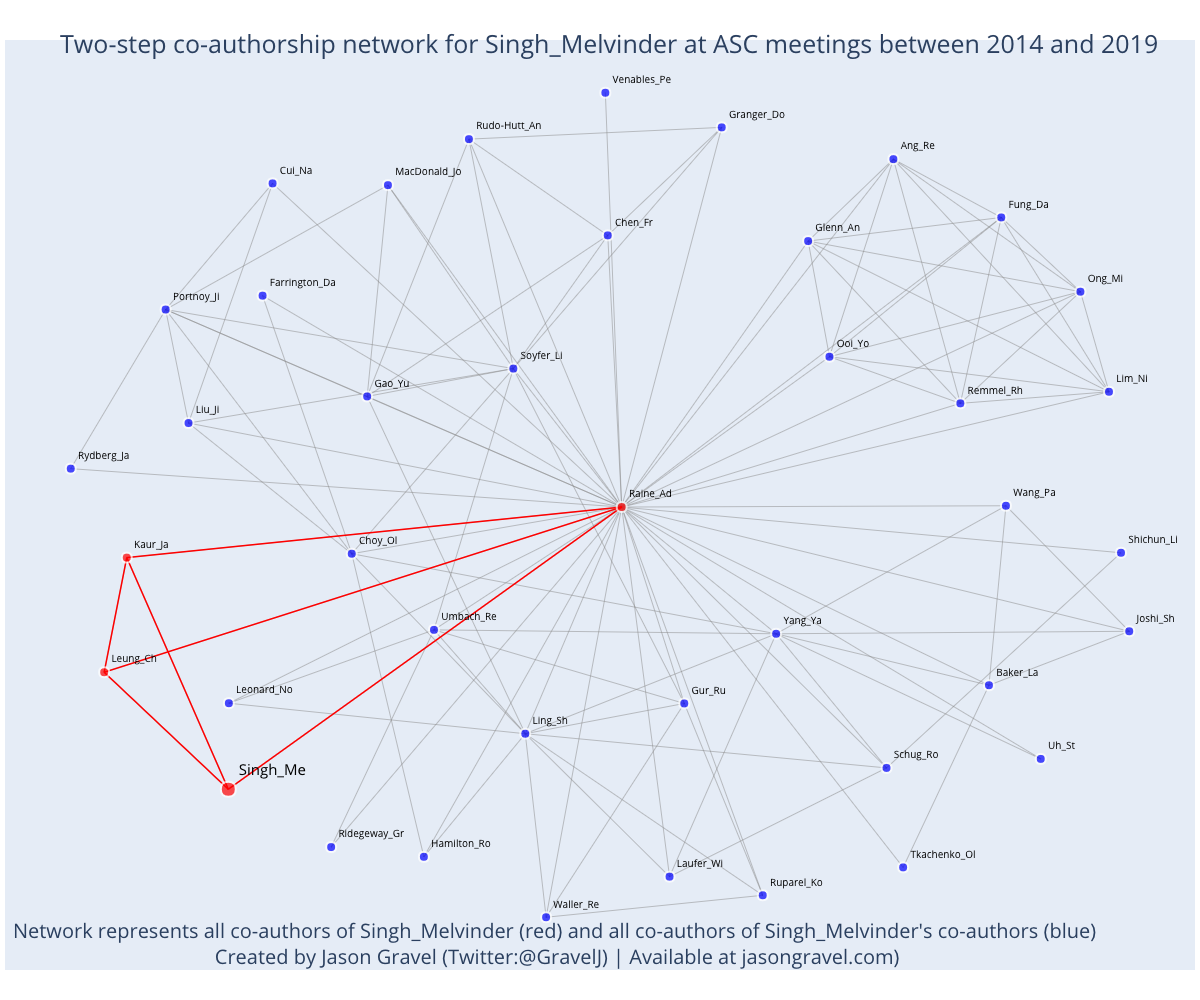 Two-step co-authorship network for Singh_Melvinder at ASC meetings between 2014 and 2019
Venables_Pe
Granger_Do
Rudo-Hutt_An
Ang_Re
Cui_Na
MacDonald_Jo
Fung_Da
Chen_Fr
Glenn_An
Ong_Mi
Farrington_Da
Portnoy_Ji
Ooi_Yo
Soyfer_Li
Gao_Yu
Lim_Ni
Remmel_Rh
Liu_Ji
Rydberg_Ja
Raine_Ad
Wang_Pa
Kaur_Ja
Choy_Ol
Shichun_Li
Umbach_Re
Yang_Ya
Joshi_Sh
Leung_Ch
Baker_La
Leonard_No
Gur_Ru
Ling_Sh
Uh_St
Schug_Ro
Singh_Me
Ridegeway_Gr
Hamilton_Ro
Tkachenko_Ol
Laufer_Wi
Ruparel_Ko
Waller_Re
Network represents all co-authors of Singh_Melvinder (red) and all co-authors of Singh_Melvinder's co-authors (blue)
Created by Jason Gravel (Twitter:@GravelJ) | Available at jasongravel.com)